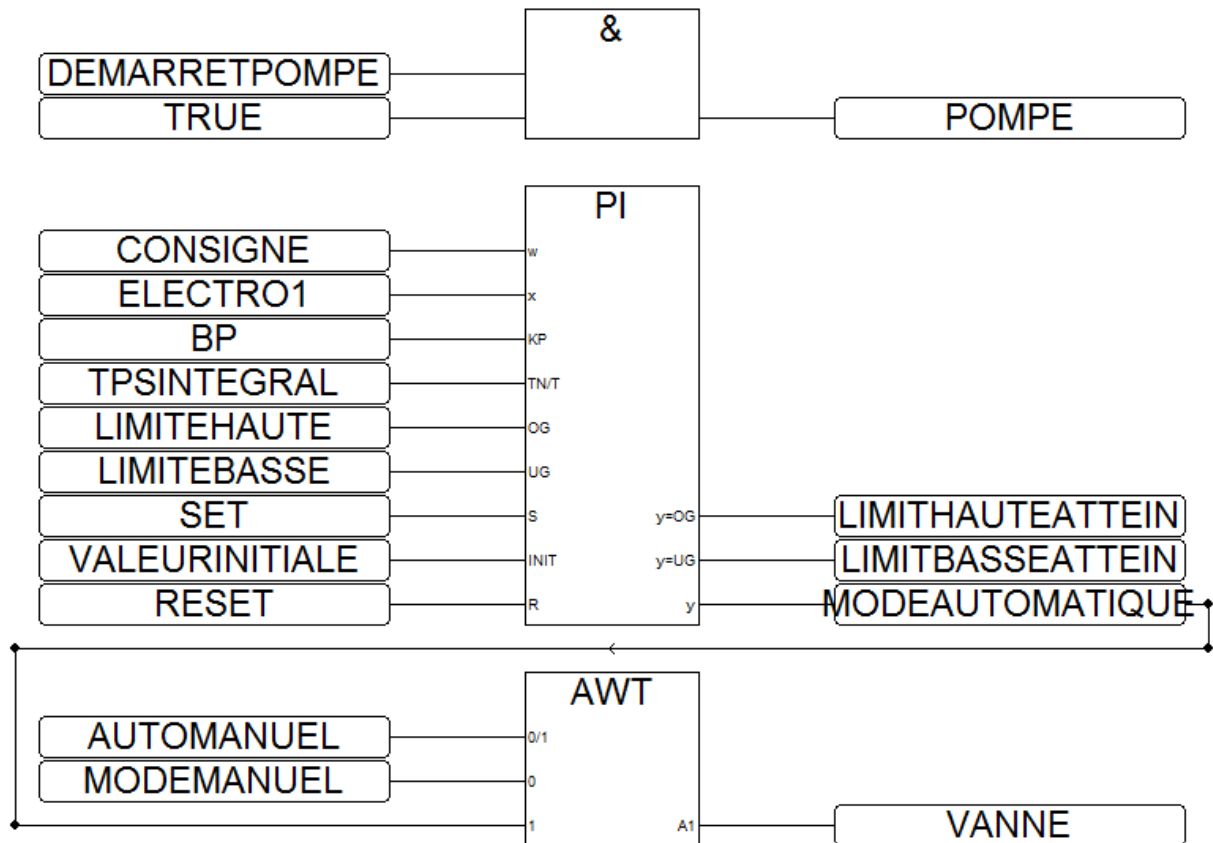 &
DEMARRETPOMPE
TRUE
POMPE
PI
CONSIGNE w
ELECTRO1 x
BP KP
TPSINTEGRAL TN/T
LIMITEHAUTE OG
LIMITEBASSE UG
SET S y=OG LIMITHAUTEATTEIN
VALEURINITIALE INIT y=UG LIMITBASSEATTEIN
RESET R y MODEAUTOMATIQUE
AWT
AUTOMANUEL 0/1
MODEMANUEL 0
1 A1 VANNE